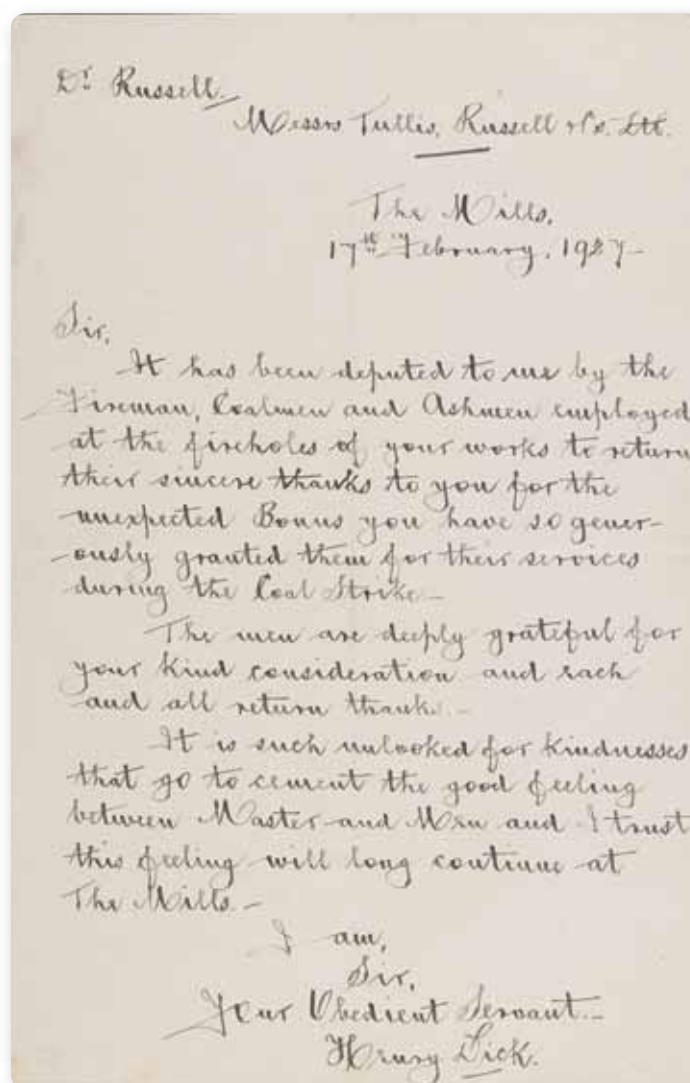 Dr. Russell.
Messrs Tullis, Russell & Co. Ltd.
The Mills,
17th February, 1927
Sir,
It has been deputed to me by the
Fireman, Coalmen and Ashmen employed
at the fireholes of your works to return
their sincere thanks to you for the
unexpected Bonus you have so gener-
ously granted them for their services
during the Coal Strike -
The men are deeply grateful for
your kind consideration and each
and all return thanks. -
It is such unlooked for kindnesses
that go to cement the good feeling
between Master and Men and I trust
this feeling will long continue at
The Mills. -
I am,
Sir,
Your Obedient Servant. -
Henry Dick.